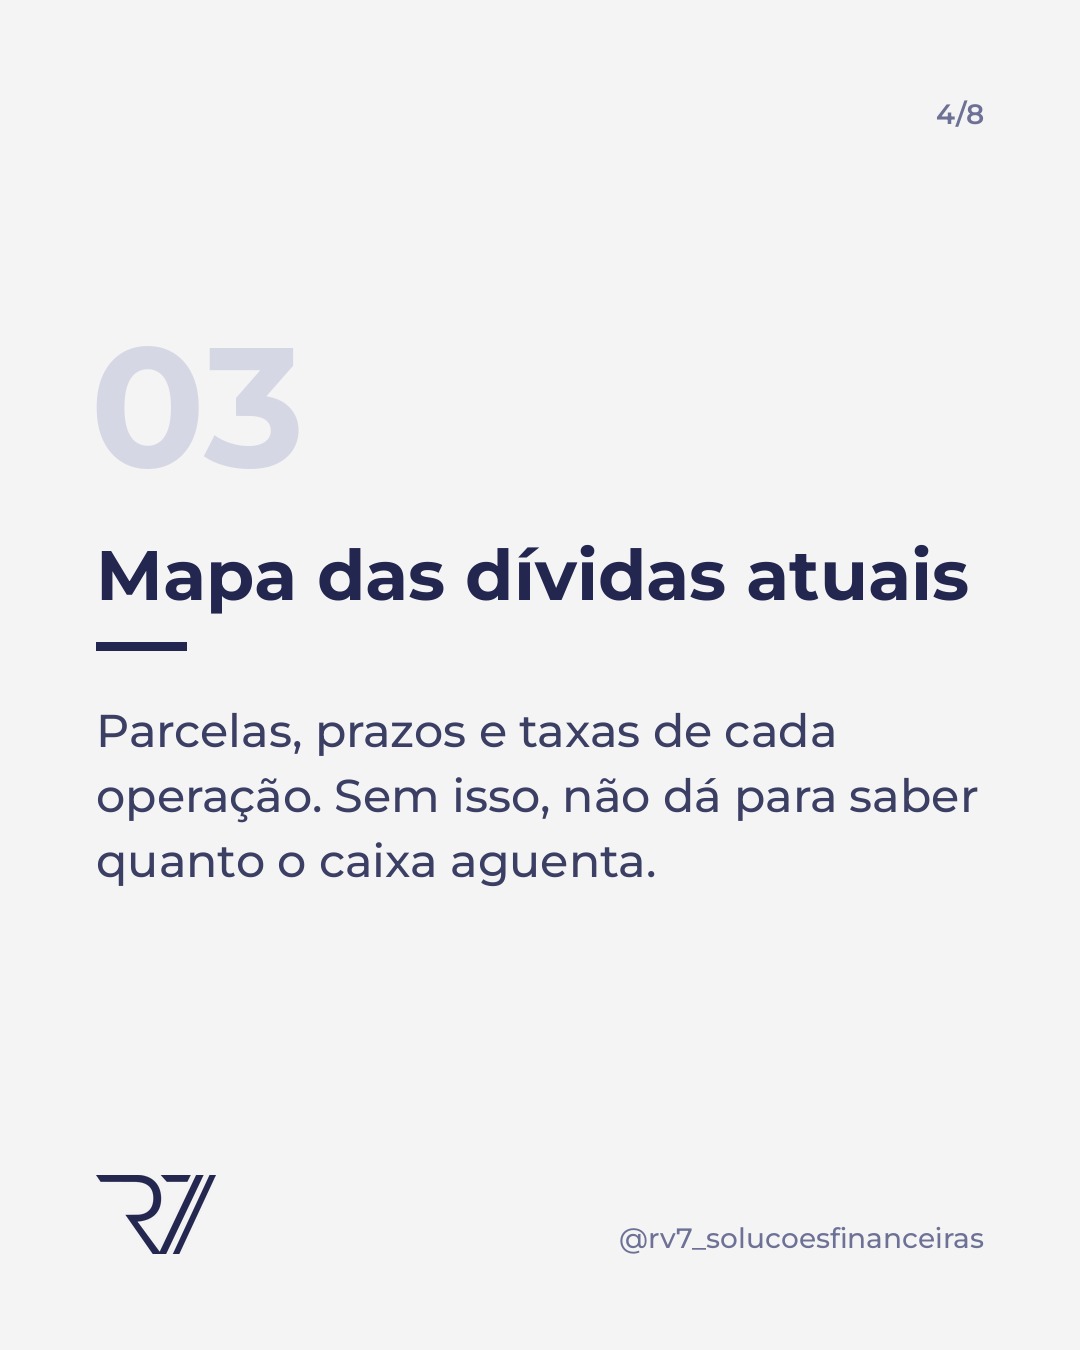 4/8
03
Mapa das dívidas atuais
Parcelas, prazos e taxas de cada
operação. Sem isso, não dá para saber
quanto o caixa aguenta.
RV7
@rv7_solucoesfinanceiras